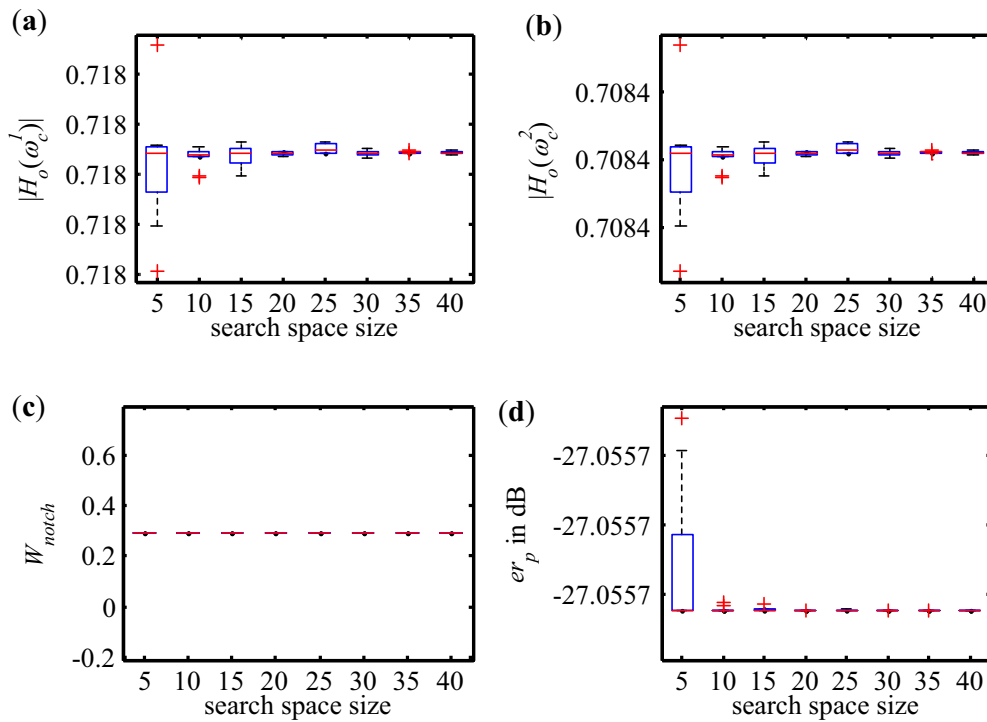 (a)
|H_o(ω_c^1)|
0.718
0.718
0.718
0.718
0.718
5 10 15 20 25 30 35 40
search space size
(b)
|H_o(ω_c^2)|
0.7084
0.7084
0.7084
5 10 15 20 25 30 35 40
search space size
(c)
W_notch
0.6
0.4
0.2
0
-0.2
5 10 15 20 25 30 35 40
search space size
(d)
er_p in dB
-27.0557
-27.0557
-27.0557
5 10 15 20 25 30 35 40
search space size